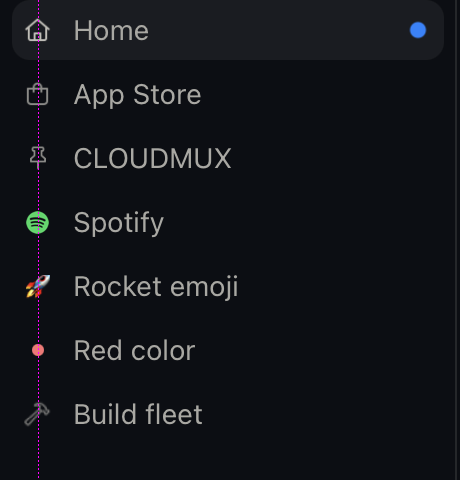 Home
App Store
CLOUDMUX
Spotify
Rocket emoji
Red color
Build fleet